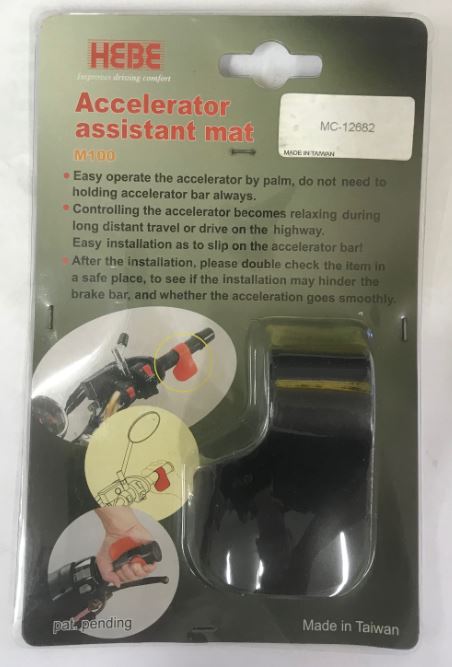 HEBE
Improves driving comfort
Accelerator
assistant mat
M100
MC-12682
MADE IN TAIWAN
• Easy operate the accelerator by palm, do not need to
holding accelerator bar always.
• Controlling the accelerator becomes relaxing during
long distant travel or drive on the highway.
Easy installation as to slip on the accelerator bar!
• After the installation, please double check the item in
a safe place, to see if the installation may hinder the
brake bar, and whether the acceleration goes smoothly.
pat. pending
Made in Taiwan